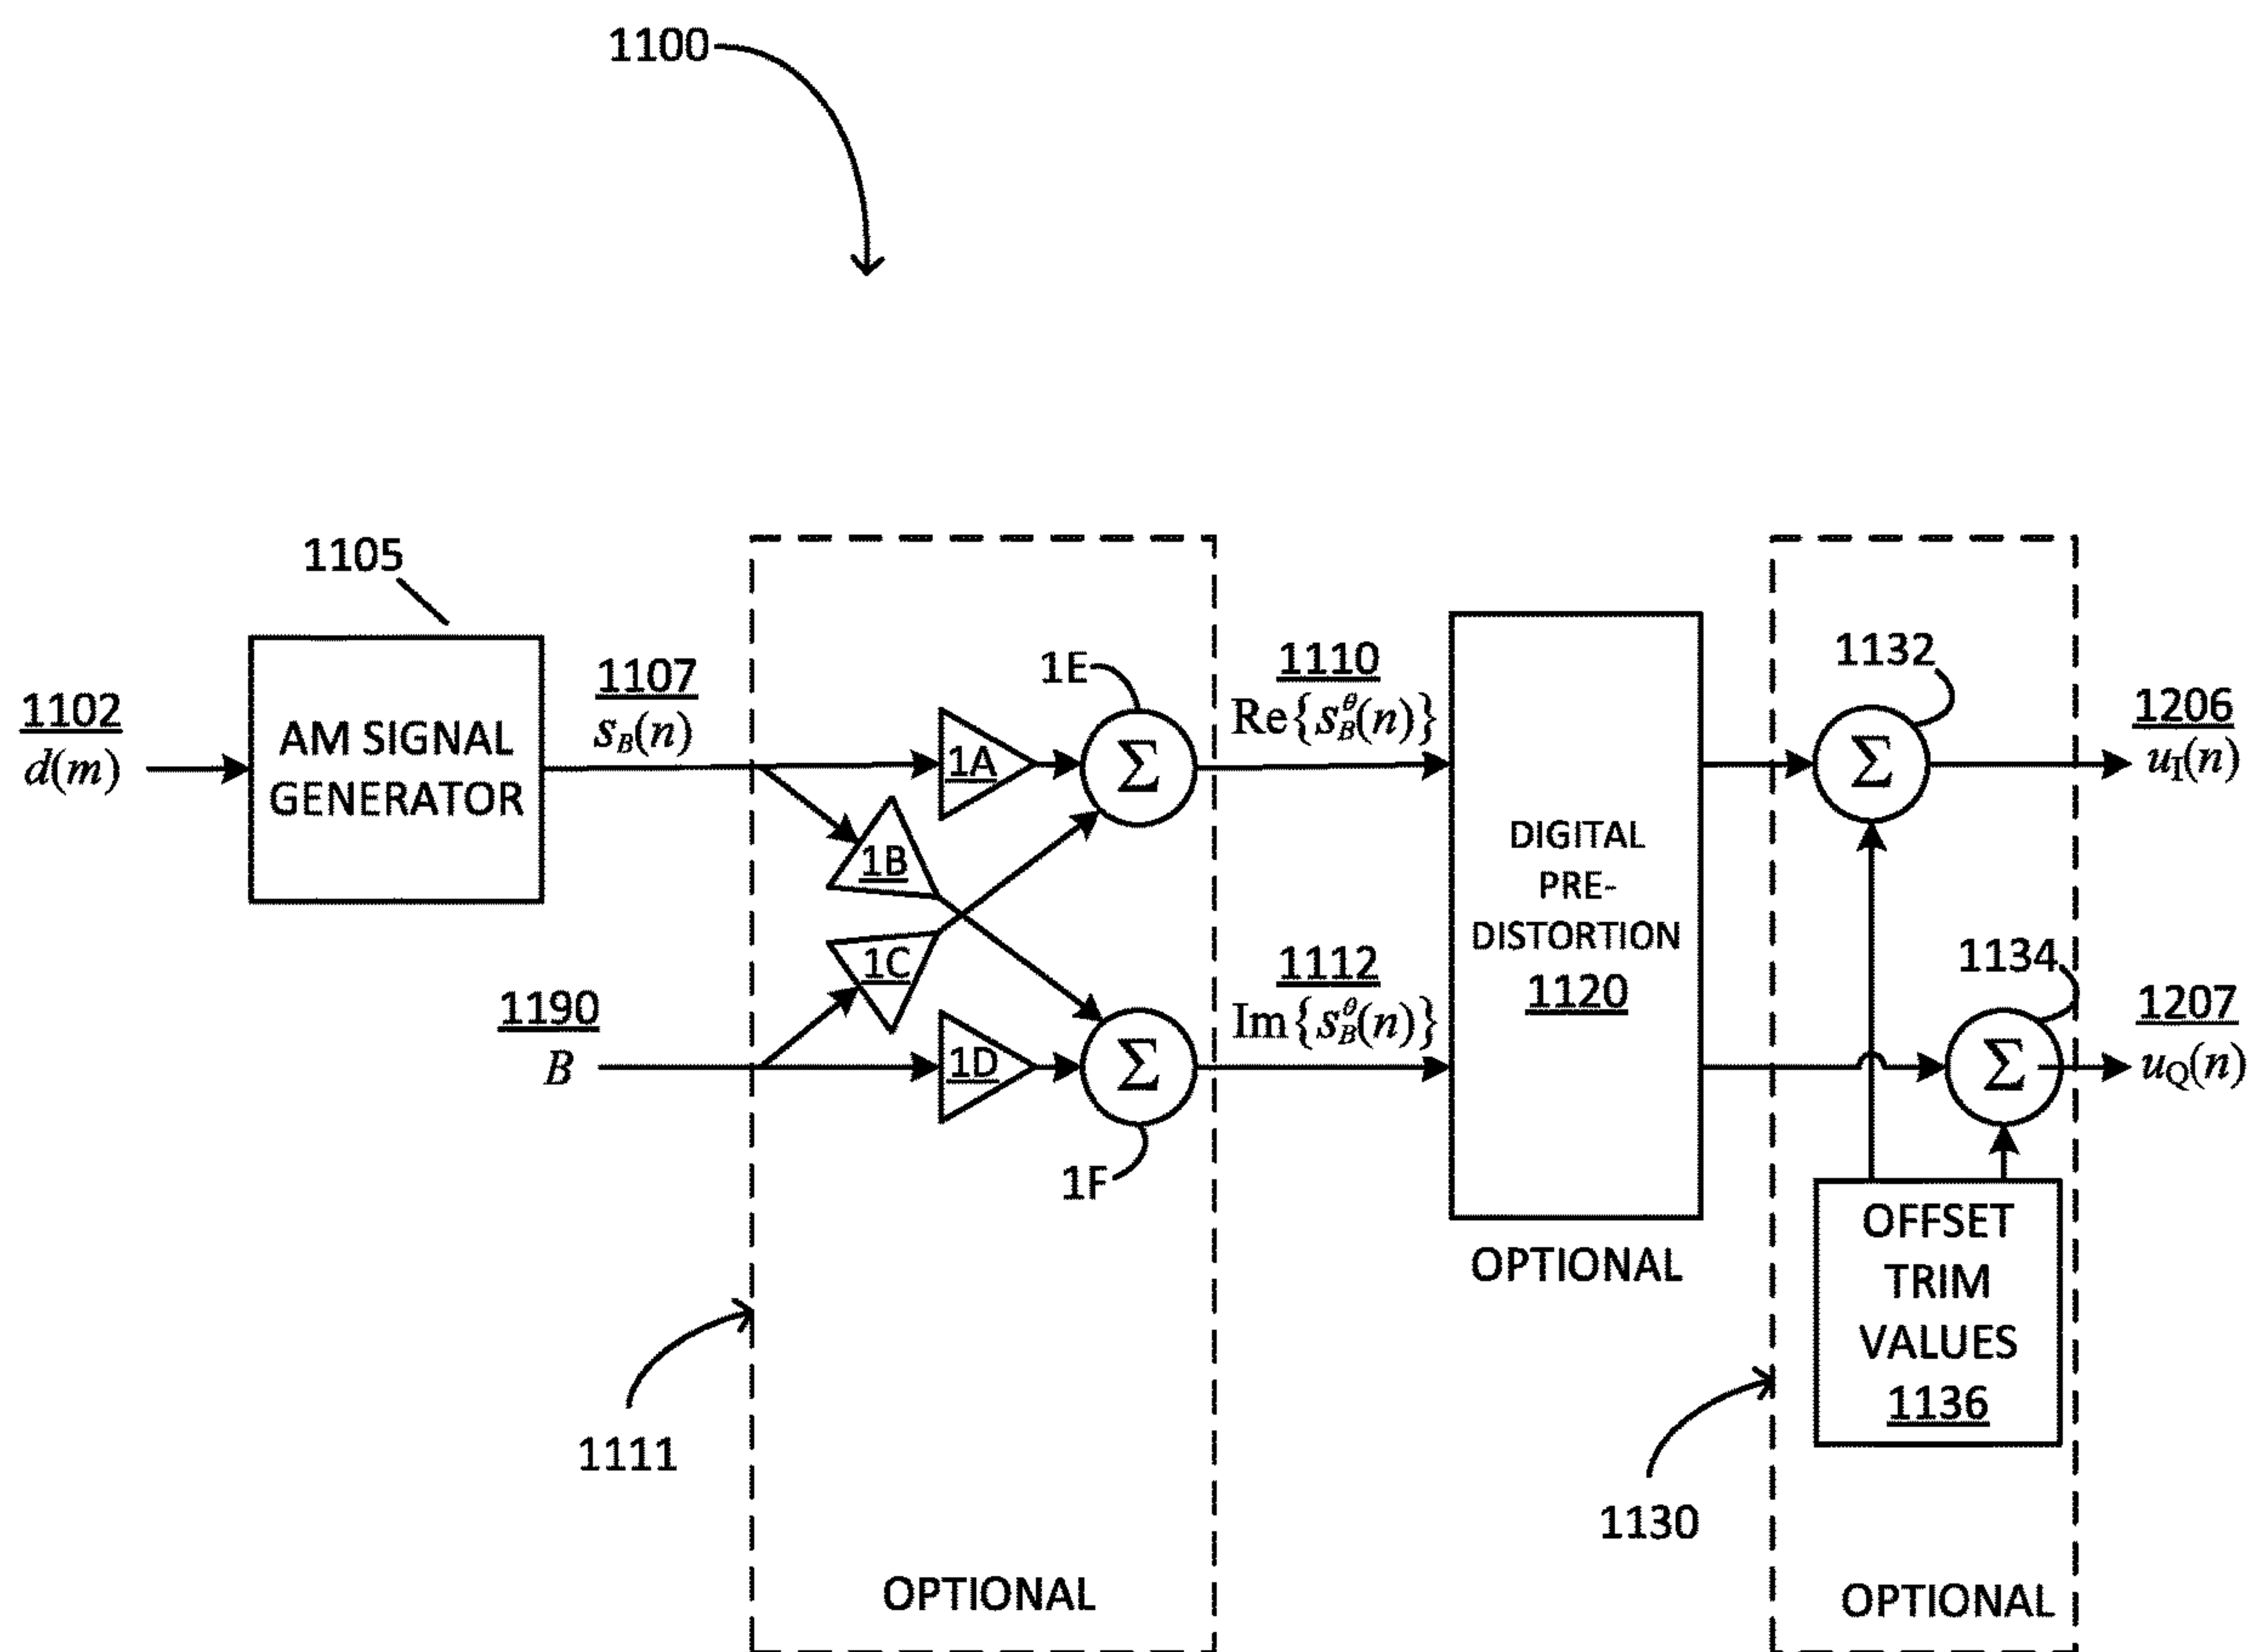 1100
1105
1102
d(m)
AM SIGNAL
GENERATOR
1107
s_B(n)
1190
B
1A
1B
1C
1D
1E
Σ
Σ
1F
1111
OPTIONAL
1110
Re{s_B^θ(n)}
1112
Im{s_B^θ(n)}
DIGITAL
PRE-
DISTORTION
1120
OPTIONAL
1132
Σ
1134
Σ
OFFSET
TRIM
VALUES
1136
1130
OPTIONAL
1206
u_I(n)
1207
u_Q(n)